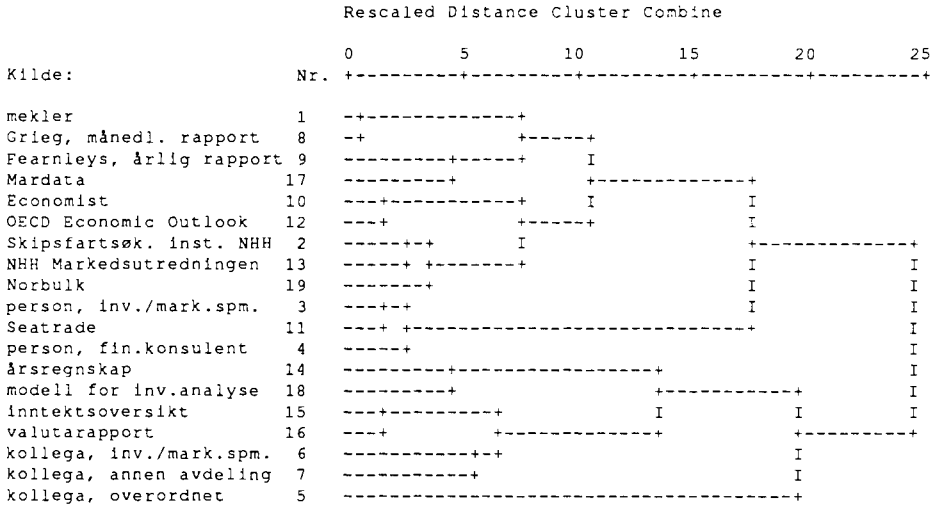 Rescaled Distance Cluster Combine
0 5 10 15 20 25
Kilde: Nr. +---------+---------+---------+---------+---------+
mekler 1 -+-------------+
Grieg, månedl. rapport 8 -+ +-----+
Fearnleys, årlig rapport 9 ---------+-----+ I
Mardata 17 ---------+ +-------------+
Economist 10 ---+-----------+ I I
OECD Economic Outlook 12 ---+ +-----+ I
Skipsfartsøk. inst. NHH 2 -----+-+ I +-------------+
NHH Markedsutredningen 13 -----+ +-------+ I I
Norbulk 19 -------+ I I
person, inv./mark.spm. 3 ---+-+ I I
Seatrade 11 ---+ +-----------------------------+ I
person, fin.konsulent 4 -----+ I
årsregnskap 14 ---------+-----------------+ I
modell for inv.analyse 18 ---------+ +-----------+ I
inntektsoversikt 15 ---+---------+ I I I
valutarapport 16 ---+ +-------------+ +---------+
kollega, inv./mark.spm. 6 -----------+-+ I
kollega, annen avdeling 7 -----------+ I
kollega, overordnet 5 ---------------------------------------+